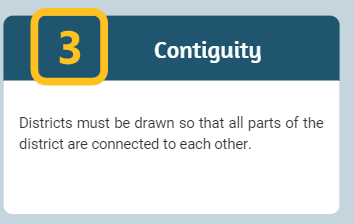 3
Contiguity
Districts must be drawn so that all parts of the
district are connected to each other.